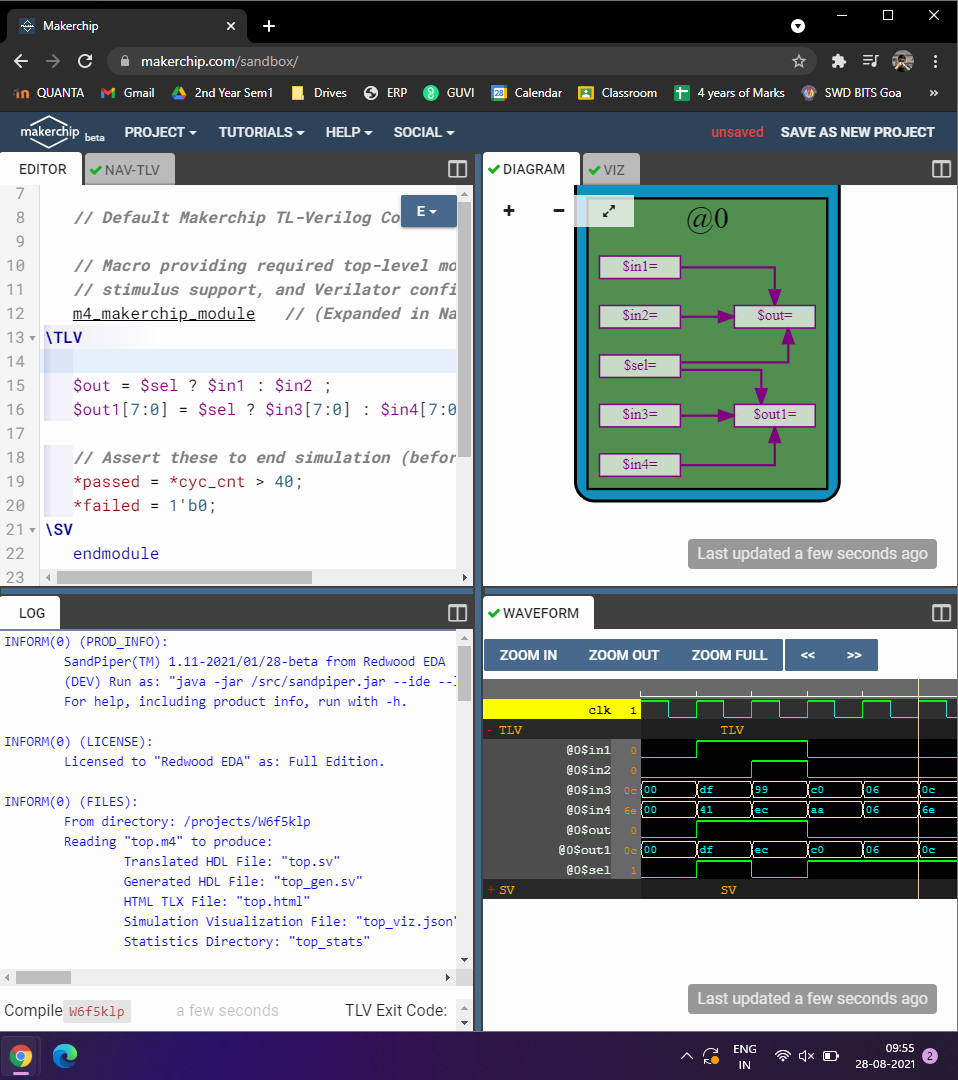 Makerchip
makerchip.com/sandbox/
QUANTA Gmail 2nd Year Sem1 Drives ERP GUVI 28 Calendar Classroom 4 years of Marks SWD BITS Goa »
makerchip beta PROJECT TUTORIALS HELP SOCIAL unsaved SAVE AS NEW PROJECT
EDITOR NAV-TLV
E
7
8 // Default Makerchip TL-Verilog Co
9
10 // Macro providing required top-level mo
11 // stimulus support, and Verilator confi
12 m4_makerchip_module // (Expanded in Na
13 \TLV
14
15 $out = $sel ? $in1 : $in2 ;
16 $out1[7:0] = $sel ? $in3[7:0] : $in4[7:0
17
18 // Assert these to end simulation (befor
19 *passed = *cyc_cnt > 40;
20 *failed = 1'b0;
21 \SV
22 endmodule
23
DIAGRAM VIZ
+ −
@0
$in1=
$in2= $out=
$sel=
$in3= $out1=
$in4=
Last updated a few seconds ago
LOG
INFORM(0) (PROD_INFO):
SandPiper(TM) 1.11-2021/01/28-beta from Redwood EDA
(DEV) Run as: "java -jar /src/sandpiper.jar --ide --
For help, including product info, run with -h.
INFORM(0) (LICENSE):
Licensed to "Redwood EDA" as: Full Edition.
INFORM(0) (FILES):
From directory: /projects/W6f5klp
Reading "top.m4" to produce:
Translated HDL File: "top.sv"
Generated HDL File: "top_gen.sv"
HTML TLX File: "top.html"
Simulation Visualization File: "top_viz.json"
Statistics Directory: "top_stats"
Compile W6f5klp a few seconds TLV Exit Code:
WAVEFORM
ZOOM IN ZOOM OUT ZOOM FULL << >>
clk 1
- TLV TLV
@0$in1 0
@0$in2 0
@0$in3 0c 00 df 99 c0 06 0c
@0$in4 6e 00 41 ec aa 06 6e
@0$out 0
@0$out1 0c 00 df ec c0 06 0c
@0$sel 1
+ SV SV
Last updated a few seconds ago
ENG
IN
09:55
28-08-2021
2